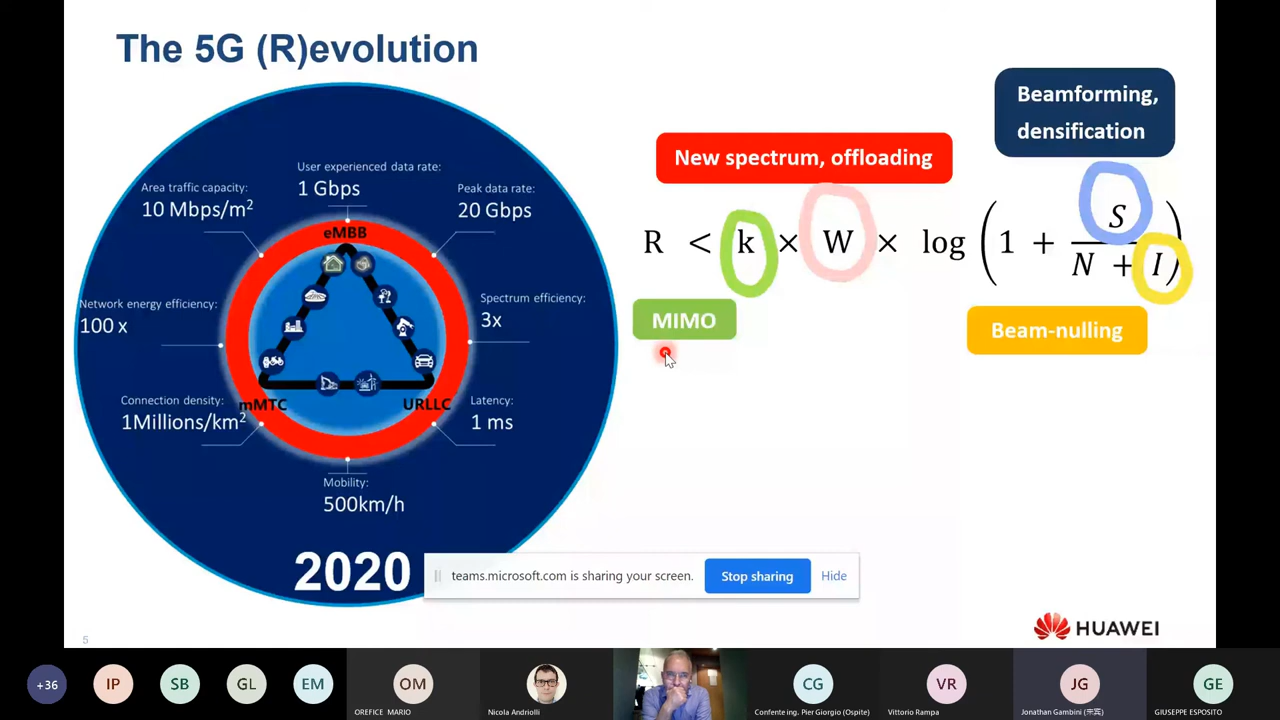 The 5G (R)evolution
Beamforming,
densification
New spectrum, offloading
User experienced data rate:
1 Gbps
Area traffic capacity:
10 Mbps/m²
Peak data rate:
20 Gbps
eMBB
R < k × W × log (1 + S / (N + I))
Network energy efficiency:
100 x
Spectrum efficiency:
3x
MIMO
Beam-nulling
mMTC
URLLC
Connection density:
1Millions/km²
Latency:
1 ms
Mobility:
500km/h
2020
teams.microsoft.com is sharing your screen.
Stop sharing
Hide
5
HUAWEI
+36
IP
SB
GL
EM
OM
CG
VR
JG
GE
OREFICE MARIO
Nicola Andriolli
Confente ing. Pier Giorgio (Ospite)
Vittorio Rampa
Jonathan Gambini
GIUSEPPE ESPOSITO